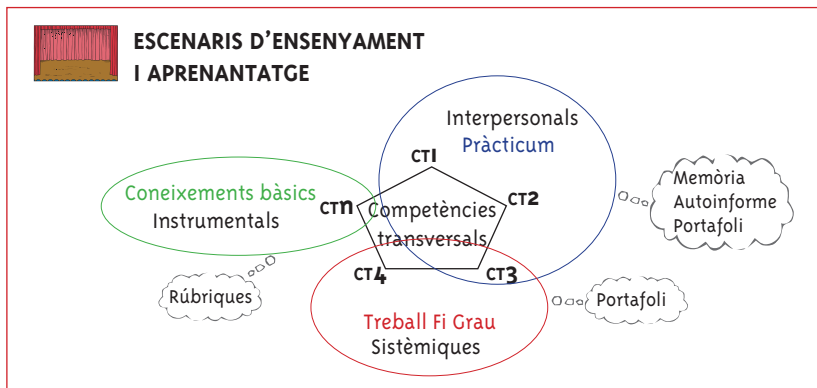 ESCENARIS D’ENSENYAMENT
I APRENANTATGE
Interpersonals
Pràcticum
CT1
Coneixements bàsics
Instrumentals
CTn
Competències
transversals
CT2
Memòria
Autoinforme
Portafoli
CT4
CT3
Rúbriques
Portafoli
Treball Fi Grau
Sistèmiques